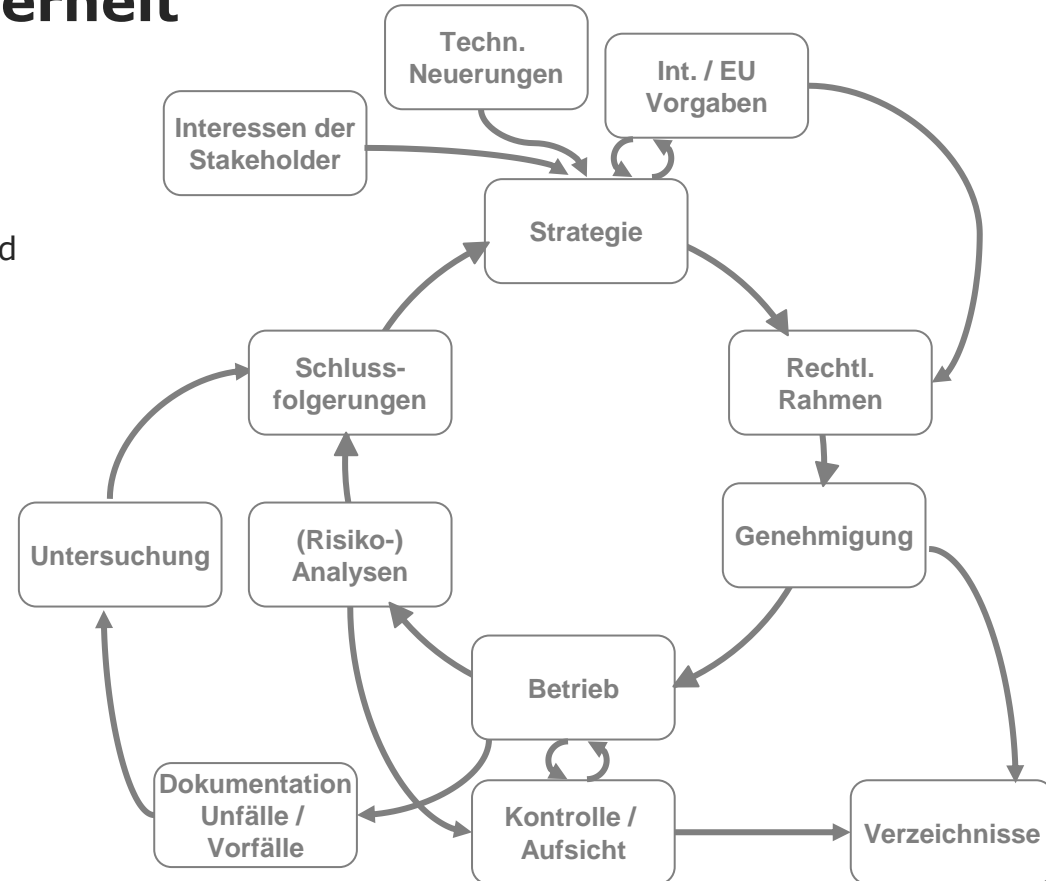 erheit
Techn.
Neuerungen
Int. / EU
Vorgaben
Interessen der
Stakeholder
Strategie
d
Schluss-
folgerungen
Rechtl.
Rahmen
Untersuchung
(Risiko-)
Analysen
Genehmigung
Betrieb
Dokumentation
Unfälle /
Vorfälle
Kontrolle /
Aufsicht
Verzeichnisse